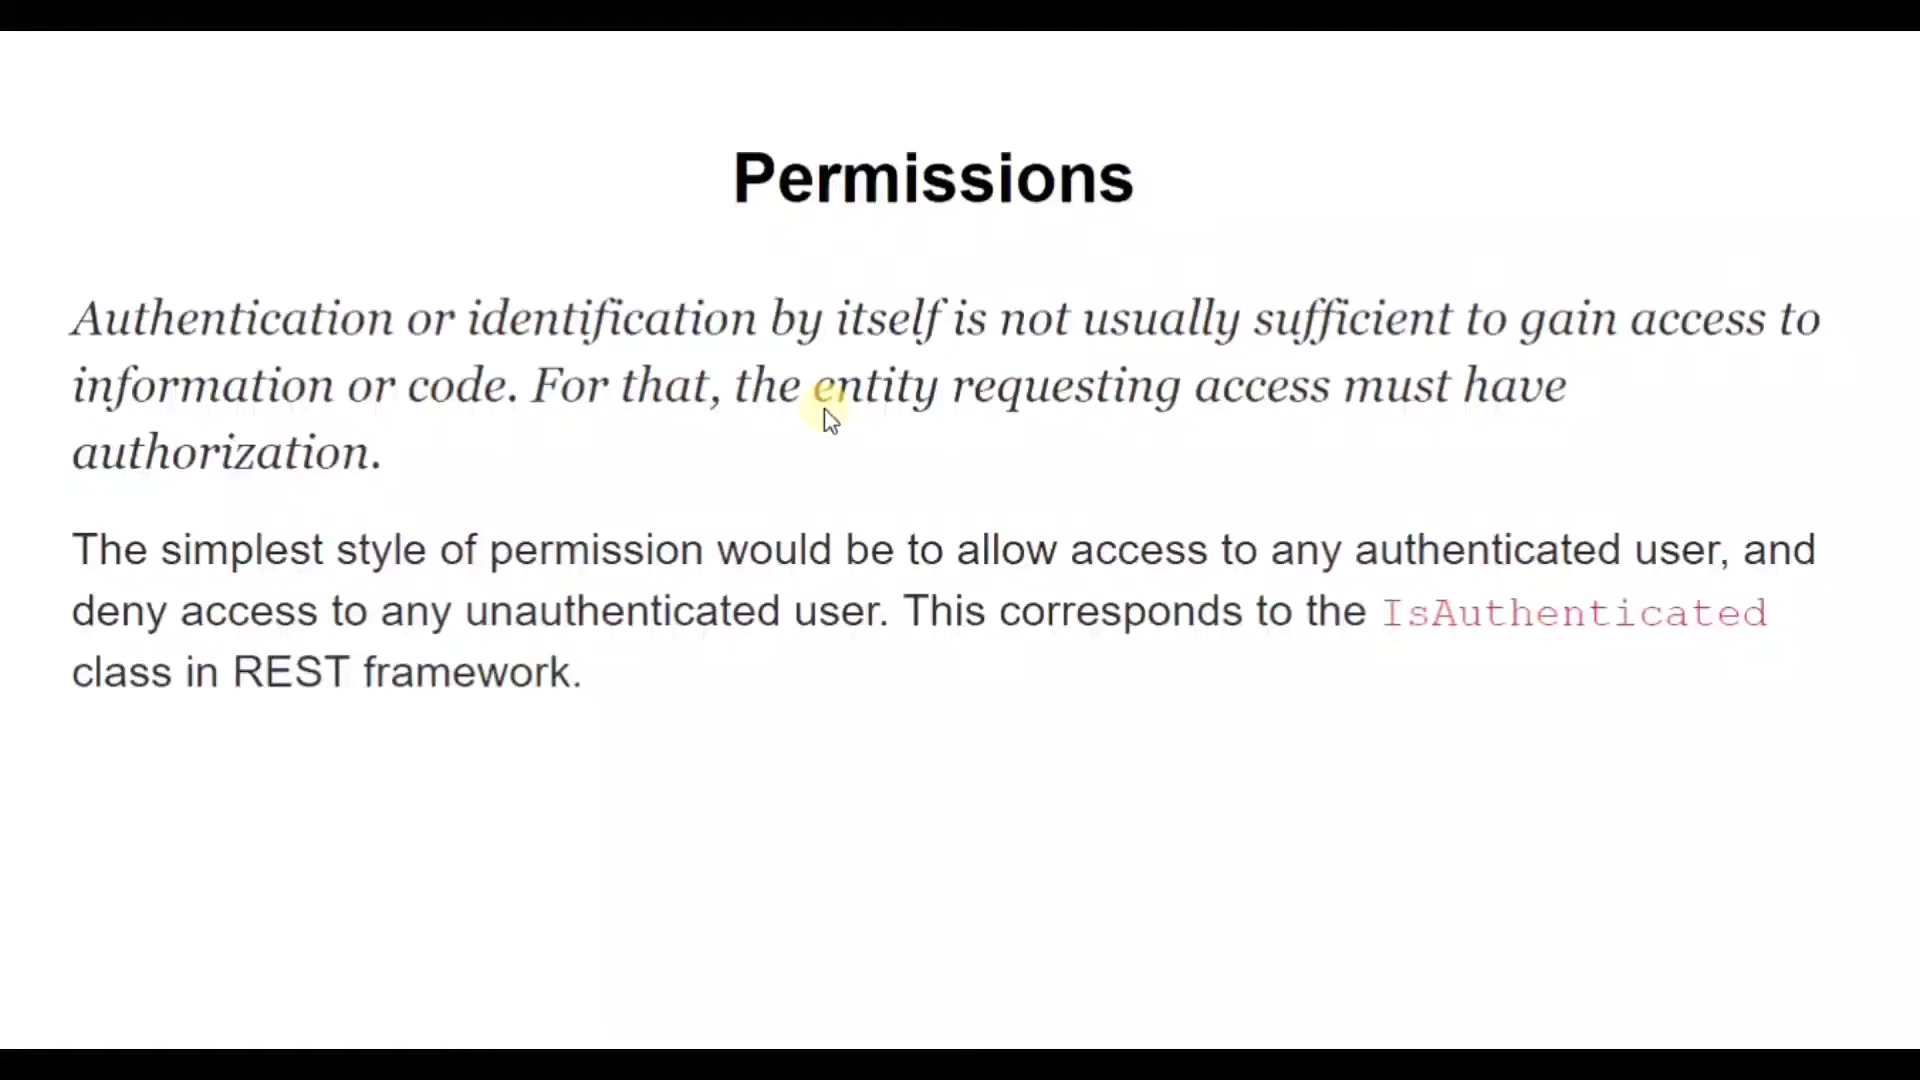 Permissions
Authentication or identification by itself is not usually sufficient to gain access to
information or code. For that, the entity requesting access must have
authorization.
The simplest style of permission would be to allow access to any authenticated user, and
deny access to any unauthenticated user. This corresponds to the IsAuthenticated
class in REST framework.